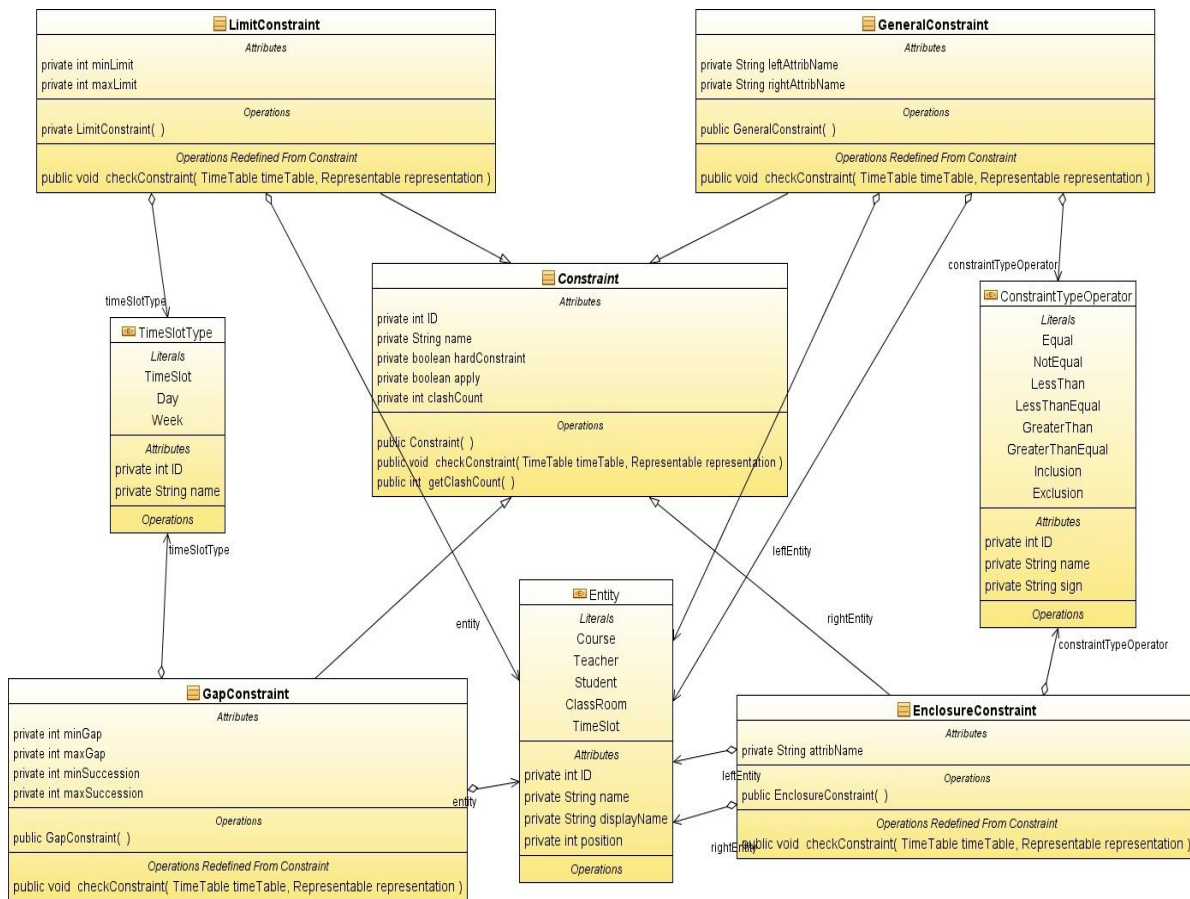 LimitConstraint
Attributes
private int minLimit
private int maxLimit
Operations
private LimitConstraint( )
Operations Redefined From Constraint
public void checkConstraint( TimeTable timeTable, Representable representation )
GeneralConstraint
Attributes
private String leftAttribName
private String rightAttribName
Operations
public GeneralConstraint( )
Operations Redefined From Constraint
public void checkConstraint( TimeTable timeTable, Representable representation )
timeSlotType
constraintTypeOperator
Constraint
Attributes
private int ID
private String name
private boolean hardConstraint
private boolean apply
private int clashCount
Operations
public Constraint( )
public void checkConstraint( TimeTable timeTable, Representable representation )
public int getClashCount( )
TimeSlotType
Literals
TimeSlot
Day
Week
Attributes
private int ID
private String name
Operations
timeSlotType
ConstraintTypeOperator
Literals
Equal
NotEqual
LessThan
LessThanEqual
GreaterThan
GreaterThanEqual
Inclusion
Exclusion
Attributes
private int ID
private String name
private String sign
Operations
constraintTypeOperator
leftEntity
rightEntity
entity
Entity
Literals
Course
Teacher
Student
ClassRoom
TimeSlot
Attributes
private int ID
private String name
private String displayName
private int position
Operations
GapConstraint
Attributes
private int minGap
private int maxGap
private int minSuccession
private int maxSuccession
Operations
public GapConstraint( )
Operations Redefined From Constraint
public void checkConstraint( TimeTable timeTable, Representable representation )
entity
EnclosureConstraint
Attributes
private String attribName
Operations
public EnclosureConstraint( )
Operations Redefined From Constraint
public void checkConstraint( TimeTable timeTable, Representable representation )
leftEntity
rightEntity